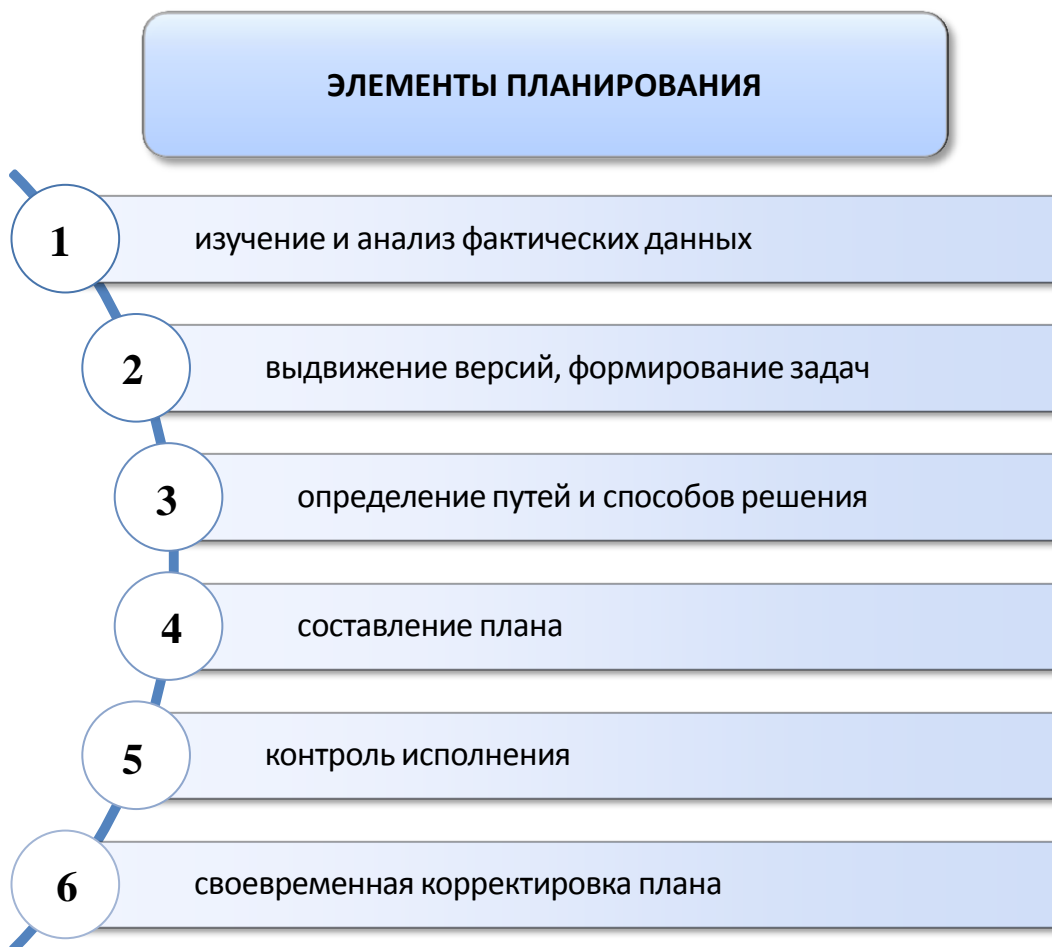 ЭЛЕМЕНТЫ ПЛАНИРОВАНИЯ
1 изучение и анализ фактических данных
2 выдвижение версий, формирование задач
3 определение путей и способов решения
4 составление плана
5 контроль исполнения
6 своевременная корректировка плана